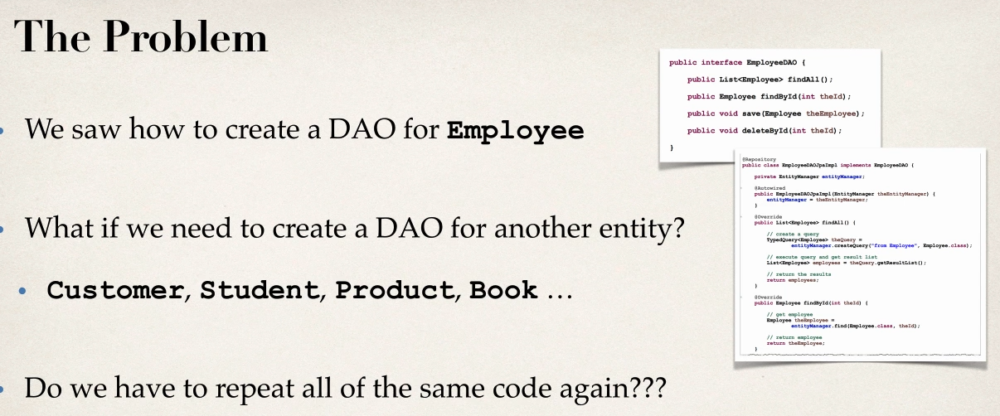 The Problem
We saw how to create a DAO for Employee
What if we need to create a DAO for another entity?
Customer, Student, Product, Book ...
Do we have to repeat all of the same code again???
public interface EmployeeDAO {
public List<Employee> findAll();
public Employee findById(int theId);
public void save(Employee theEmployee);
public void deleteById(int theId);
}
@Repository
public class EmployeeDAOJpaImpl implements EmployeeDAO {
private EntityManager entityManager;
@Autowired
public EmployeeDAOJpaImpl(EntityManager theEntityManager) {
entityManager = theEntityManager;
}
@Override
public List<Employee> findAll() {
// create a query
TypedQuery<Employee> theQuery =
entityManager.createQuery("from Employee", Employee.class);
// execute query and get result list
List<Employee> employees = theQuery.getResultList();
// return the results
return employees;
}
@Override
public Employee findById(int theId) {
// get employee
Employee theEmployee =
entityManager.find(Employee.class, theId);
// return employee
return theEmployee;
}